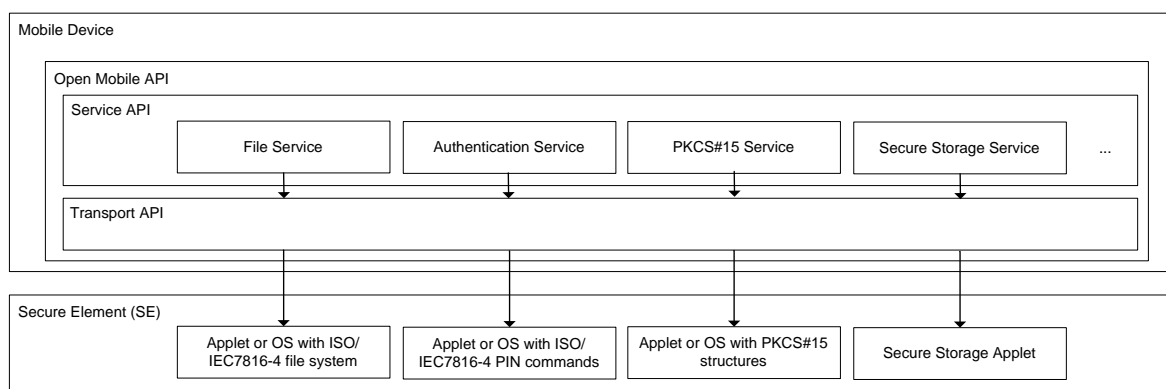 Mobile Device
Open Mobile API
Service API
File Service
Authentication Service
PKCS#15 Service
Secure Storage Service
...
Transport API
Secure Element (SE)
Applet or OS with ISO/
IEC7816-4 file system
Applet or OS with ISO/
IEC7816-4 PIN commands
Applet or OS with PKCS#15
structures
Secure Storage Applet